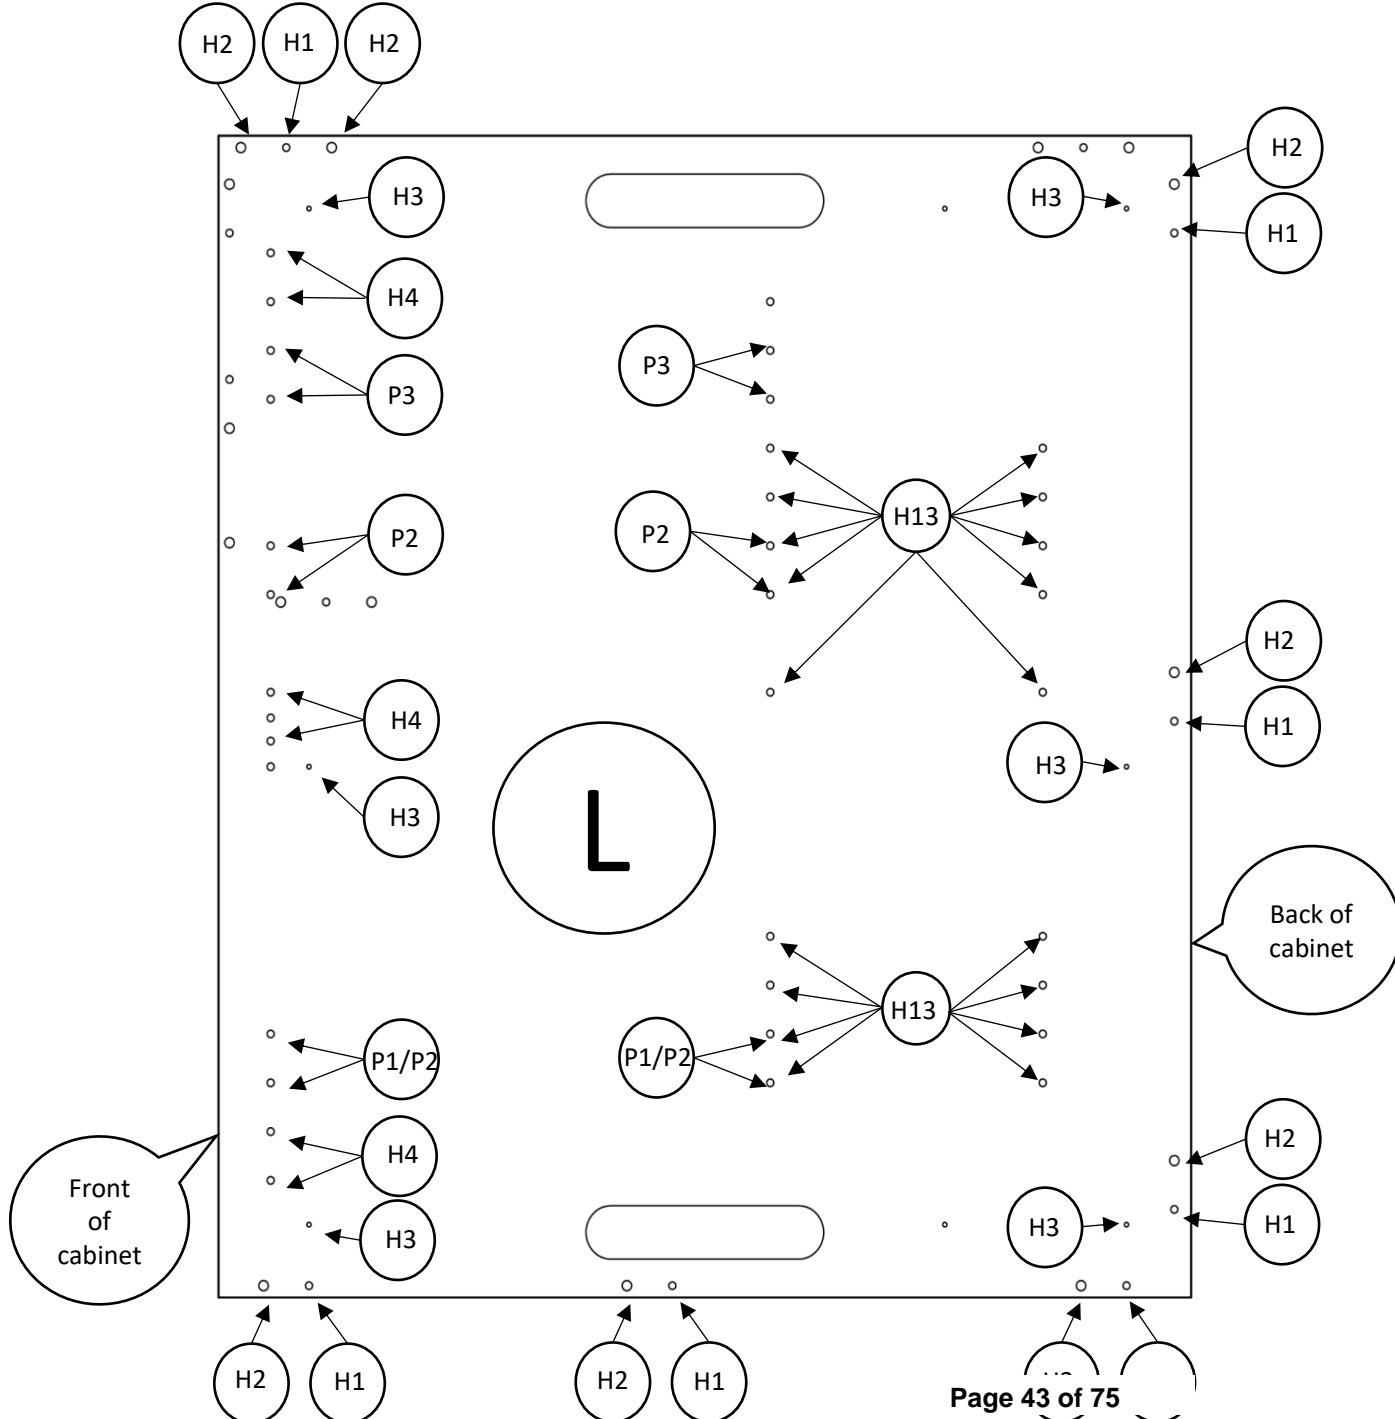 H2 H1 H2
H2
H3 H3
H1
H4
P3
P3
H13
P2
P2
H2
H4
H1
H3
H3
L
Back of
cabinet
H13
P1/P2 P1/P2
H2
H4
Front
of
cabinet
H3
H1
H3
H2 H1 H2 H1
Page 43 of 75